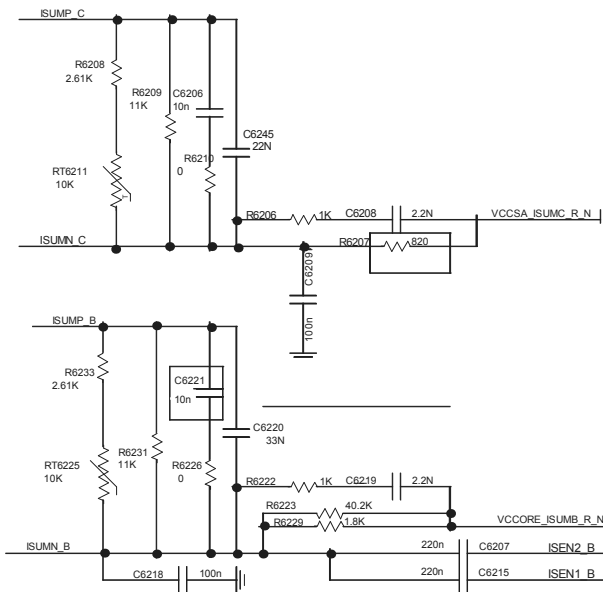 ISUMP_C
R6208
2.61K
R6209
11K
C6206
10n
C6245
22N
RT6211
10K
T
R6210
0
R6206
1K
C6208
2.2N
VCCSA_ISUMC_R_N
ISUMN_C
R6207
820
C6209
100n
ISUMP_B
R6233
2.61K
C6221
10n
C6220
33N
R6231
11K
RT6225
10K
R6226
0
R6222
1K
C6219
2.2N
R6223
40.2K
R6229
1.8K
VCCORE_ISUMB_R_N
ISUMN_B
220n
C6207
ISEN2_B
C6218
100n
220n
C6215
ISEN1_B